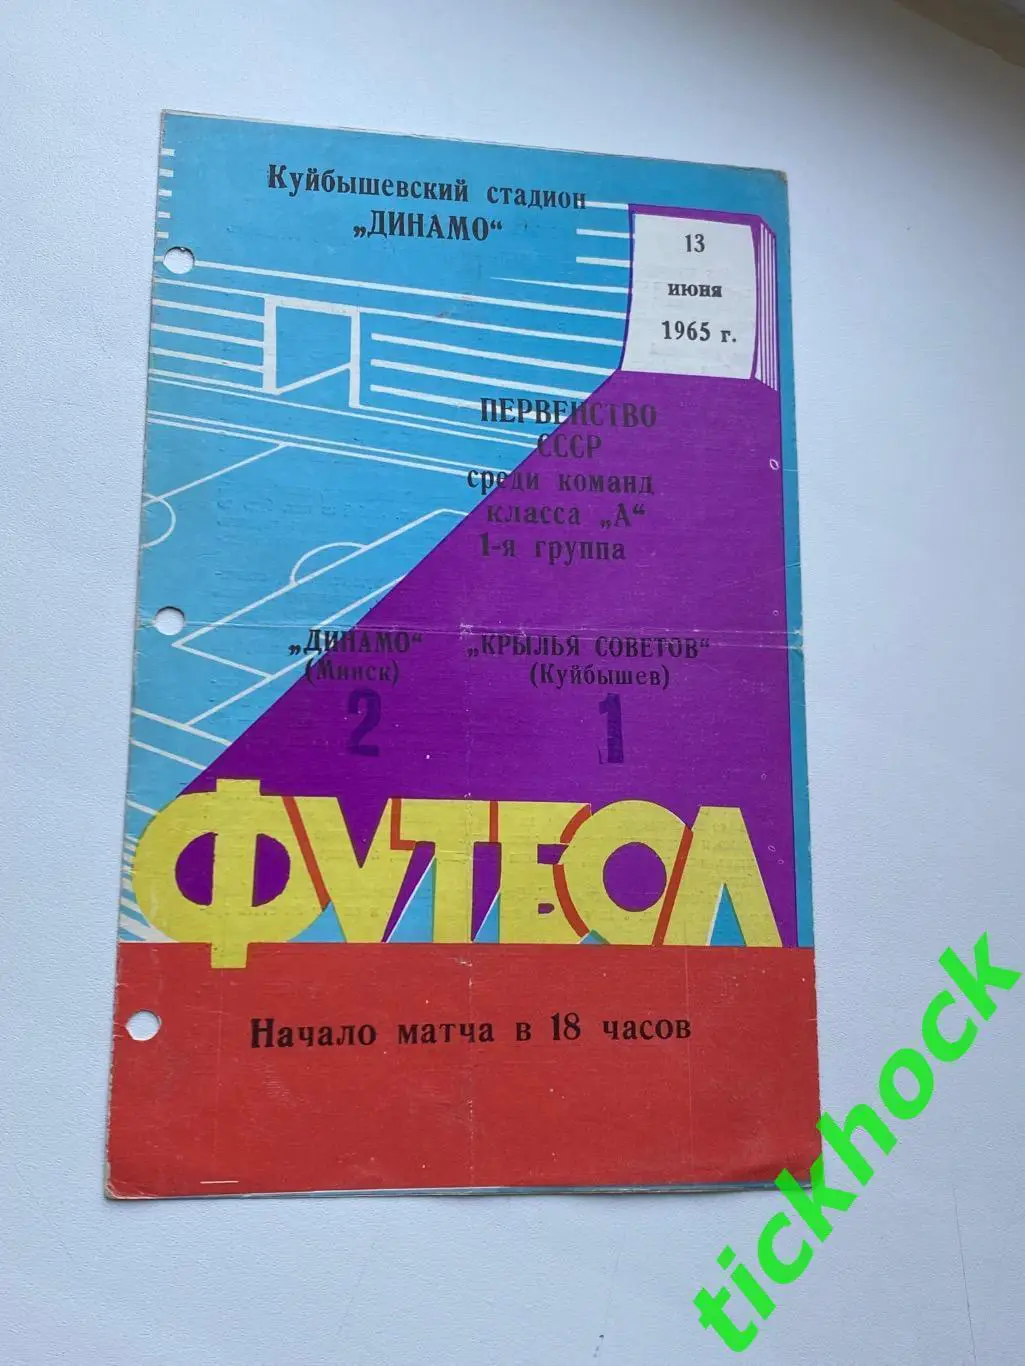 Куйбышевский стадион
„ДИНАМО“
13
июня
1965 г.
ПЕРВЕНСТВО
СССР
среди команд
класса „А“
1-я группа
„ДИНАМО“
(Минск)
2
„КРЫЛЬЯ СОВЕТОВ“
(Куйбышев)
1
ФУТБОЛ
Начало матча в 18 часов
tickhock